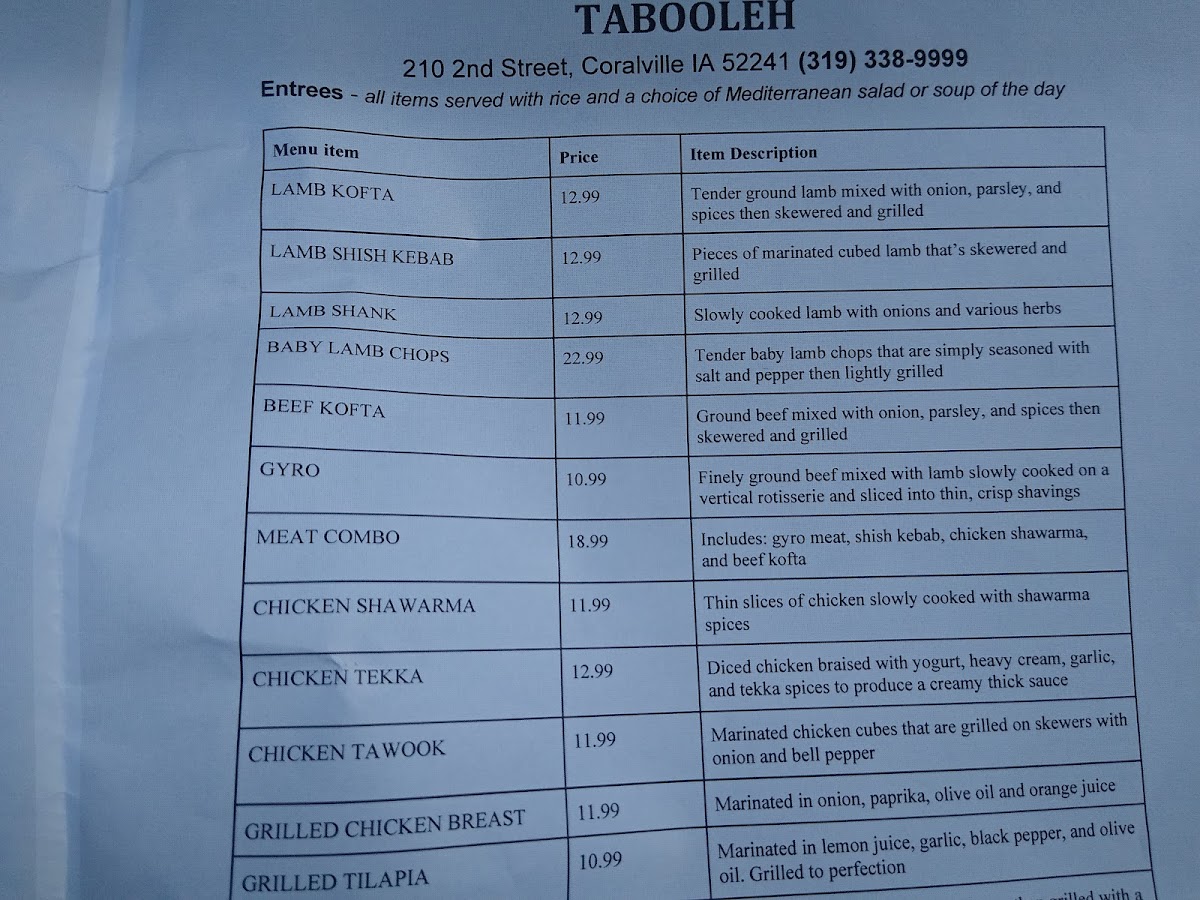 TABOOLEH
210 2nd Street, Coralville IA 52241 (319) 338-9999
Entrees - all items served with rice and a choice of Mediterranean salad or soup of the day
Menu item Price Item Description
LAMB KOFTA 12.99 Tender ground lamb mixed with onion, parsley, and
spices then skewered and grilled
LAMB SHISH KEBAB 12.99 Pieces of marinated cubed lamb that's skewered and
grilled
LAMB SHANK 12.99 Slowly cooked lamb with onions and various herbs
BABY LAMB CHOPS 22.99 Tender baby lamb chops that are simply seasoned with
salt and pepper then lightly grilled
BEEF KOFTA 11.99 Ground beef mixed with onion, parsley, and spices then
skewered and grilled
GYRO 10.99 Finely ground beef mixed with lamb slowly cooked on a
vertical rotisserie and sliced into thin, crisp shavings
MEAT COMBO 18.99 Includes: gyro meat, shish kebab, chicken shawarma,
and beef kofta
CHICKEN SHAWARMA 11.99 Thin slices of chicken slowly cooked with shawarma
spices
CHICKEN TEKKA 12.99 Diced chicken braised with yogurt, heavy cream, garlic,
and tekka spices to produce a creamy thick sauce
CHICKEN TAWOOK 11.99 Marinated chicken cubes that are grilled on skewers with
onion and bell pepper
GRILLED CHICKEN BREAST 11.99 Marinated in onion, paprika, olive oil and orange juice
GRILLED TILAPIA 10.99 Marinated in lemon juice, garlic, black pepper, and olive
oil. Grilled to perfection
grilled with a